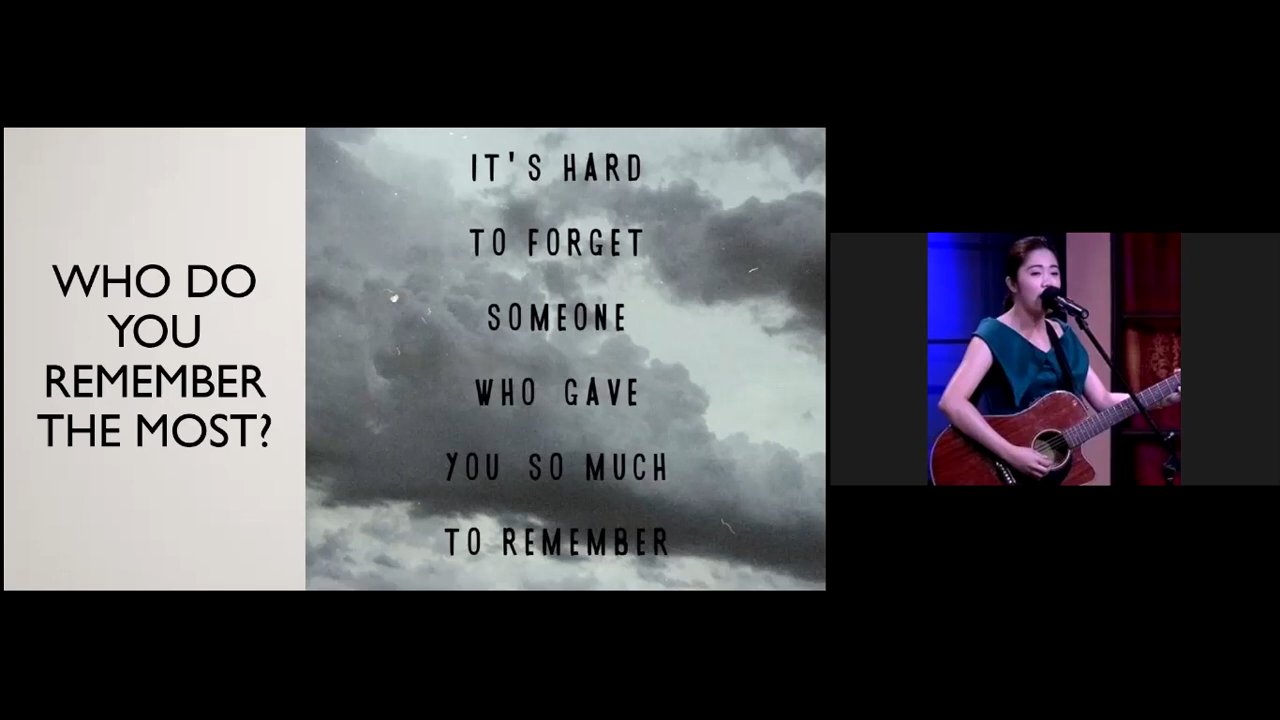 WHO DO
YOU
REMEMBER
THE MOST?
IT'S HARD
TO FORGET
SOMEONE
WHO GAVE
YOU SO MUCH
TO REMEMBER